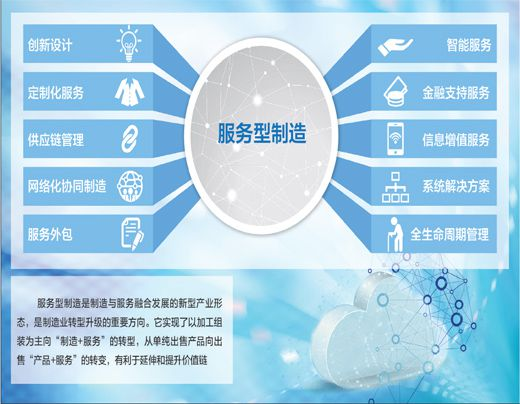 创新设计
定制化服务
供应链管理
网络化协同制造
服务外包
服务型制造
智能服务
金融支持服务
信息增值服务
系统解决方案
全生命周期管理
服务型制造是制造与服务融合发展的新型产业形
态，是制造业转型升级的重要方向。它实现了以加工组
装为主向“制造+服务”的转型，从单纯出售产品向出
售“产品+服务”的转变，有利于延伸和提升价值链